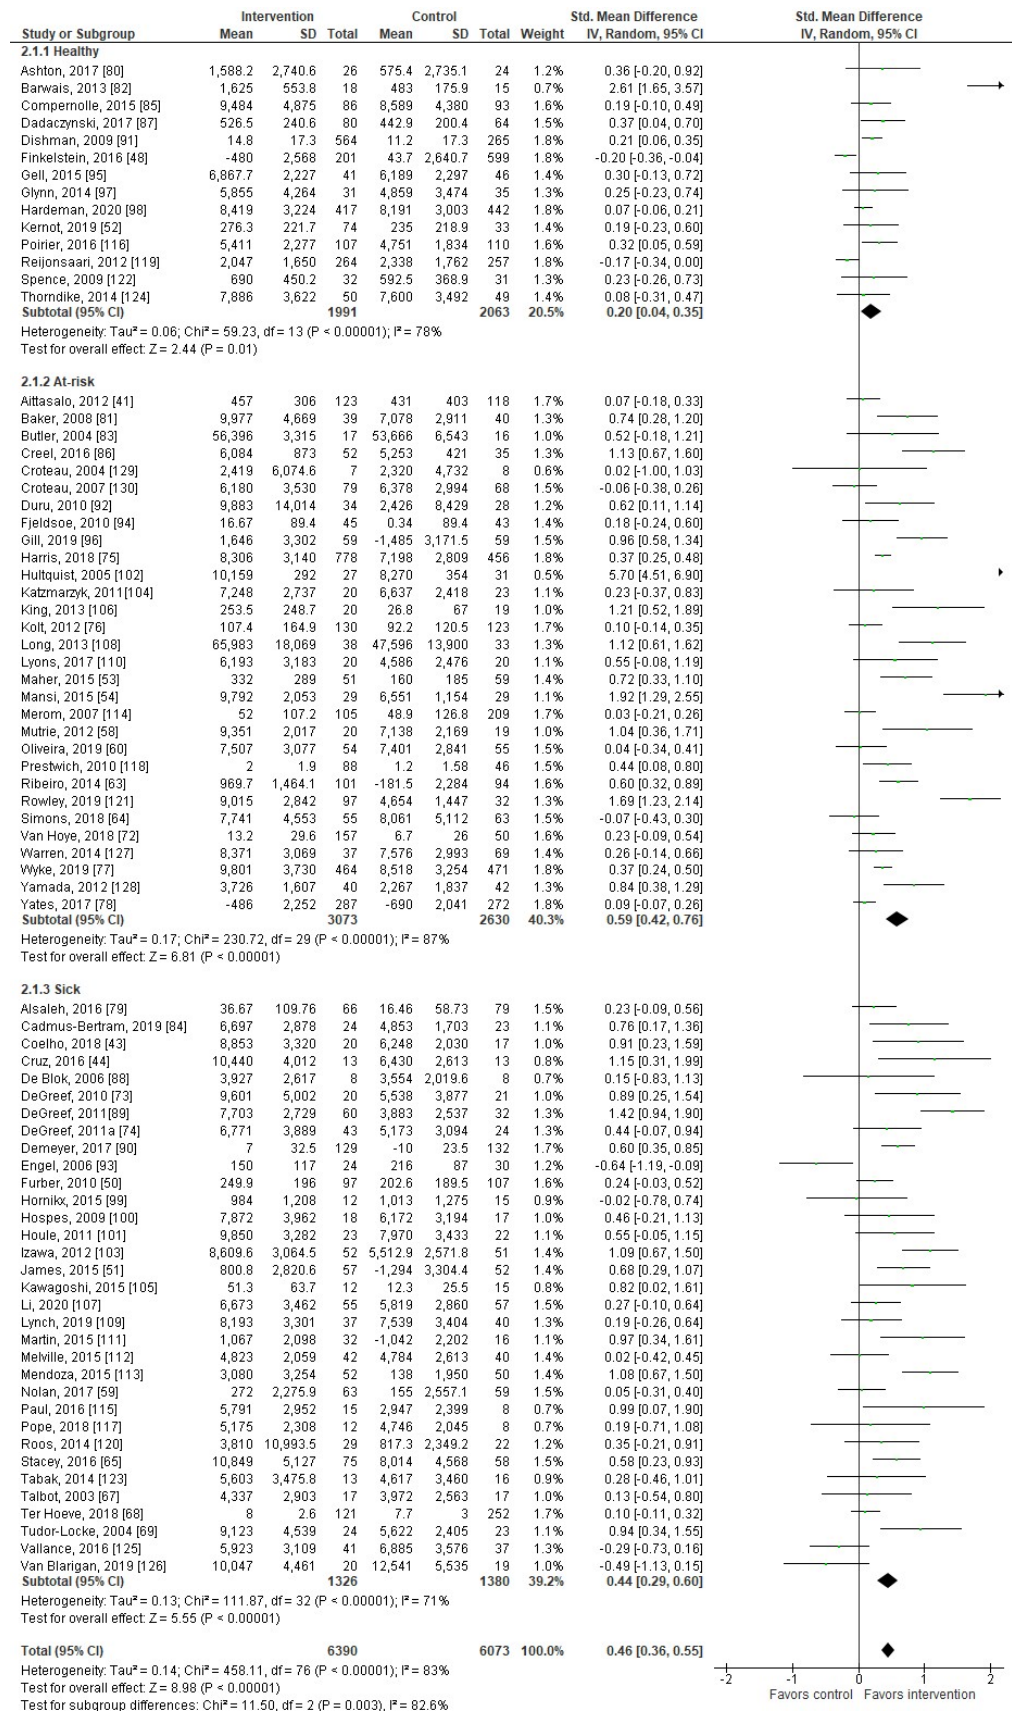 Intervention Control Std. Mean Difference Std. Mean Difference
Study or Subgroup Mean SD Total Mean SD Total Weight IV, Random, 95% CI IV, Random, 95% CI
2.1.1 Healthy
Ashton, 2017 [80] 1,588.2 2,740.6 26 575.4 2,735.1 24 1.2% 0.36 [-0.20, 0.92]
Barwais, 2013 [82] 1,625 553.8 18 483 175.9 15 0.7% 2.61 [1.65, 3.57]
Compernolle, 2015 [85] 9,484 4,875 86 8,589 4,380 93 1.6% 0.19 [-0.10, 0.49]
Dadaczynski, 2017 [87] 526.5 240.6 80 442.9 200.4 64 1.5% 0.37 [0.04, 0.70]
Dishman, 2009 [91] 14.8 17.3 564 11.2 17.3 265 1.8% 0.21 [0.06, 0.35]
Finkelstein, 2016 [48] -480 2,568 201 43.7 2,640.7 599 1.8% -0.20 [-0.36, -0.04]
Gell, 2015 [95] 6,867.7 2,227 41 6,189 2,297 46 1.4% 0.30 [-0.13, 0.72]
Glynn, 2014 [97] 5,855 4,264 31 4,859 3,474 35 1.3% 0.25 [-0.23, 0.74]
Hardeman, 2020 [98] 8,419 3,224 417 8,191 3,003 442 1.8% 0.07 [-0.06, 0.21]
Kernot, 2019 [52] 276.3 221.7 74 235 218.9 33 1.4% 0.19 [-0.23, 0.60]
Poirier, 2016 [116] 5,411 2,277 107 4,751 1,834 110 1.6% 0.32 [0.05, 0.59]
Reijonsaari, 2012 [119] 2,047 1,650 264 2,338 1,762 257 1.8% -0.17 [-0.34, 0.00]
Spence, 2009 [122] 690 450.2 32 592.5 368.9 31 1.3% 0.23 [-0.26, 0.73]
Thorndike, 2014 [124] 7,886 3,622 50 7,600 3,492 49 1.4% 0.08 [-0.31, 0.47]
Subtotal (95% CI) 1991 2063 20.5% 0.20 [0.04, 0.35]
Heterogeneity: Tau² = 0.06; Chi² = 59.23, df = 13 (P < 0.00001); I² = 78%
Test for overall effect: Z = 2.44 (P = 0.01)
2.1.2 At-risk
Aittasalo, 2012 [41] 457 306 123 431 403 118 1.7% 0.07 [-0.18, 0.33]
Baker, 2008 [81] 9,977 4,669 39 7,078 2,911 40 1.3% 0.74 [0.28, 1.20]
Butler, 2004 [83] 56,396 3,315 17 53,666 6,543 16 1.0% 0.52 [-0.18, 1.21]
Creel, 2016 [86] 6,084 873 52 5,253 421 35 1.3% 1.13 [0.67, 1.60]
Croteau, 2004 [129] 2,419 6,074.6 7 2,320 4,732 8 0.6% 0.02 [-1.00, 1.03]
Croteau, 2007 [130] 6,180 3,530 79 6,378 2,994 68 1.5% -0.06 [-0.38, 0.26]
Duru, 2010 [92] 9,883 14,014 34 2,426 8,429 28 1.2% 0.62 [0.11, 1.14]
Fjeldsoe, 2010 [94] 16.67 89.4 45 0.34 89.4 43 1.4% 0.18 [-0.24, 0.60]
Gill, 2019 [96] 1,646 3,302 59 -1,485 3,171.5 59 1.4% 0.96 [0.58, 1.34]
Harris, 2018 [75] 8,306 3,140 778 7,198 2,809 456 1.8% 0.37 [0.25, 0.48]
Hultquist, 2005 [102] 10,159 292 27 8,270 354 31 0.5% 5.70 [4.51, 6.90]
Katzmarzyk, 2011[104] 7,248 2,737 20 6,637 2,418 23 1.1% 0.23 [-0.37, 0.83]
King, 2013 [106] 253.5 248.7 20 26.8 67 19 1.0% 1.21 [0.52, 1.89]
Kolt, 2012 [76] 107.4 164.9 130 92.2 120.5 123 1.7% 0.10 [-0.14, 0.35]
Long, 2013 [108] 65,983 18,069 38 47,596 13,900 33 1.2% 1.12 [0.61, 1.62]
Lyons, 2017 [110] 6,193 3,183 20 4,586 2,476 20 1.1% 0.55 [-0.08, 1.19]
Maher, 2015 [53] 332 289 51 160 185 59 1.4% 0.72 [0.33, 1.10]
Mansi, 2015 [54] 9,792 2,053 29 6,551 1,154 29 1.1% 1.92 [1.29, 2.55]
Merom, 2007 [114] 52 107.2 105 48.9 126.8 209 1.7% 0.03 [-0.21, 0.26]
Mutrie, 2012 [58] 9,351 2,017 20 7,138 2,169 19 1.0% 1.04 [0.36, 1.71]
Oliveira, 2019 [60] 7,507 3,077 54 7,401 2,841 55 1.5% 0.04 [-0.34, 0.41]
Prestwich, 2010 [118] 2 1.9 88 1.2 1.58 46 1.5% 0.44 [0.08, 0.80]
Ribeiro, 2014 [63] 969.7 1,464.1 101 -181.5 2,284 94 1.6% 0.60 [0.32, 0.89]
Rowley, 2019 [121] 9,015 2,842 97 4,654 1,447 32 1.3% 1.69 [1.23, 2.14]
Simons, 2018 [64] 7,741 4,553 55 8,061 5,112 63 1.5% -0.07 [-0.43, 0.30]
Van Hoye, 2018 [72] 13.2 29.6 157 6.7 26 50 1.5% 0.23 [-0.09, 0.54]
Warren, 2014 [127] 8,371 3,069 37 7,576 2,993 69 1.4% 0.26 [-0.14, 0.66]
Wyke, 2019 [77] 9,801 3,730 464 8,518 3,254 471 1.8% 0.37 [0.24, 0.50]
Yamada, 2012 [128] 3,726 1,607 40 2,267 1,837 42 1.3% 0.84 [0.38, 1.29]
Yates, 2017 [78] -486 2,252 287 -690 2,041 272 1.8% 0.09 [-0.07, 0.26]
Subtotal (95% CI) 3073 2630 40.3% 0.59 [0.42, 0.76]
Heterogeneity: Tau² = 0.17; Chi² = 230.72, df = 29 (P < 0.00001); I² = 87%
Test for overall effect: Z = 6.81 (P < 0.00001)
2.1.3 Sick
Alsaleh, 2016 [79] 36.67 109.76 66 16.46 58.73 79 1.5% 0.23 [-0.09, 0.56]
Cadmus-Bertram, 2019 [84] 6,697 2,878 24 4,853 1,703 23 1.1% 0.76 [0.17, 1.36]
Coelho, 2018 [43] 8,853 3,320 20 6,248 2,030 17 1.0% 0.91 [0.23, 1.59]
Cruz, 2016 [44] 10,440 4,012 13 6,430 2,613 13 0.8% 1.15 [0.31, 1.99]
De Blok, 2006 [88] 3,927 2,617 8 3,554 2,019.6 8 0.7% 0.15 [-0.83, 1.13]
DeGreef, 2010 [73] 9,601 5,002 20 5,538 3,877 21 1.1% 0.89 [0.25, 1.54]
DeGreef, 2011[89] 7,703 2,729 60 3,883 2,537 32 1.3% 1.42 [0.94, 1.90]
DeGreef, 2011a [74] 6,771 3,889 43 5,173 3,094 24 1.2% 0.44 [-0.07, 0.94]
Demeyer, 2017 [90] 7 32.5 129 -10 23.5 132 1.7% 0.60 [0.35, 0.85]
Engel, 2006 [93] 150 117 24 216 87 30 1.2% -0.64 [-1.19, -0.09]
Furber, 2010 [50] 249.9 196 97 202.6 189.5 107 1.6% 0.24 [-0.03, 0.52]
Hornikx, 2015 [99] 984 1,208 12 1,013 1,275 15 0.9% -0.02 [-0.78, 0.74]
Hospes, 2009 [100] 7,872 3,962 18 6,172 3,194 17 1.0% 0.46 [-0.21, 1.13]
Houle, 2011 [101] 9,850 3,282 23 7,970 3,433 22 1.1% 0.55 [-0.05, 1.15]
Izawa, 2012 [103] 8,609.6 3,064.5 52 5,512.9 2,571.8 51 1.4% 1.09 [0.67, 1.50]
James, 2015 [51] 800.8 2,820.6 57 -1,294 3,304.4 52 1.4% 0.68 [0.29, 1.07]
Kawagoshi, 2015 [105] 51.3 63.7 12 12.3 25.5 15 0.8% 0.82 [0.02, 1.61]
Li, 2020 [107] 6,673 3,462 55 5,819 2,860 57 1.5% 0.27 [-0.10, 0.64]
Lynch, 2019 [109] 8,193 3,301 37 7,539 3,404 40 1.3% 0.19 [-0.26, 0.64]
Martin, 2015 [111] 1,067 2,098 32 -1,042 2,202 16 1.1% 0.97 [0.34, 1.61]
Melville, 2015 [112] 4,823 2,059 42 4,784 2,613 40 1.4% 0.02 [-0.42, 0.45]
Mendoza, 2015 [113] 3,080 3,254 52 138 1,950 50 1.4% 1.08 [0.67, 1.50]
Nolan, 2017 [59] 272 2,275.9 63 155 2,557.1 59 1.5% 0.05 [-0.31, 0.40]
Paul, 2016 [115] 5,791 2,952 15 2,947 2,399 8 0.7% 0.99 [0.07, 1.90]
Pope, 2018 [117] 5,175 2,308 12 4,746 2,045 8 0.7% 0.19 [-0.71, 1.08]
Roos, 2014 [120] 3,810 10,993.5 29 817.3 2,349.2 22 1.2% 0.35 [-0.21, 0.91]
Stacey, 2016 [65] 10,849 5,127 75 8,014 4,568 58 1.5% 0.58 [0.23, 0.93]
Tabak, 2014 [123] 5,603 3,475.8 13 4,617 3,460 16 0.9% 0.28 [-0.46, 1.01]
Talbot, 2003 [67] 4,337 2,903 17 3,972 2,563 17 1.0% 0.13 [-0.54, 0.80]
Ter Hoeve, 2018 [68] 8 2.6 121 7.7 3 252 1.7% 0.10 [-0.11, 0.32]
Tudor-Locke, 2004 [69] 9,123 4,539 24 5,622 2,405 23 1.1% 0.94 [0.34, 1.55]
Vallance, 2016 [125] 5,923 3,109 41 6,885 3,576 37 1.3% -0.29 [-0.73, 0.16]
Van Blarigan, 2019 [126] 10,047 4,461 20 12,541 5,535 19 1.0% -0.49 [-1.13, 0.15]
Subtotal (95% CI) 1326 1380 39.2% 0.44 [0.29, 0.60]
Heterogeneity: Tau² = 0.13; Chi² = 111.87, df = 32 (P < 0.00001); I² = 71%
Test for overall effect: Z = 5.55 (P < 0.00001)
Total (95% CI) 6390 6073 100.0% 0.46 [0.36, 0.55]
Heterogeneity: Tau² = 0.14; Chi² = 458.11, df = 76 (P < 0.00001); I² = 83%
Test for overall effect: Z = 8.98 (P < 0.00001)
Test for subgroup differences: Chi² = 11.50, df = 2 (P = 0.003), I² = 82.6%
-2 -1 0 1 2
Favors control Favors intervention